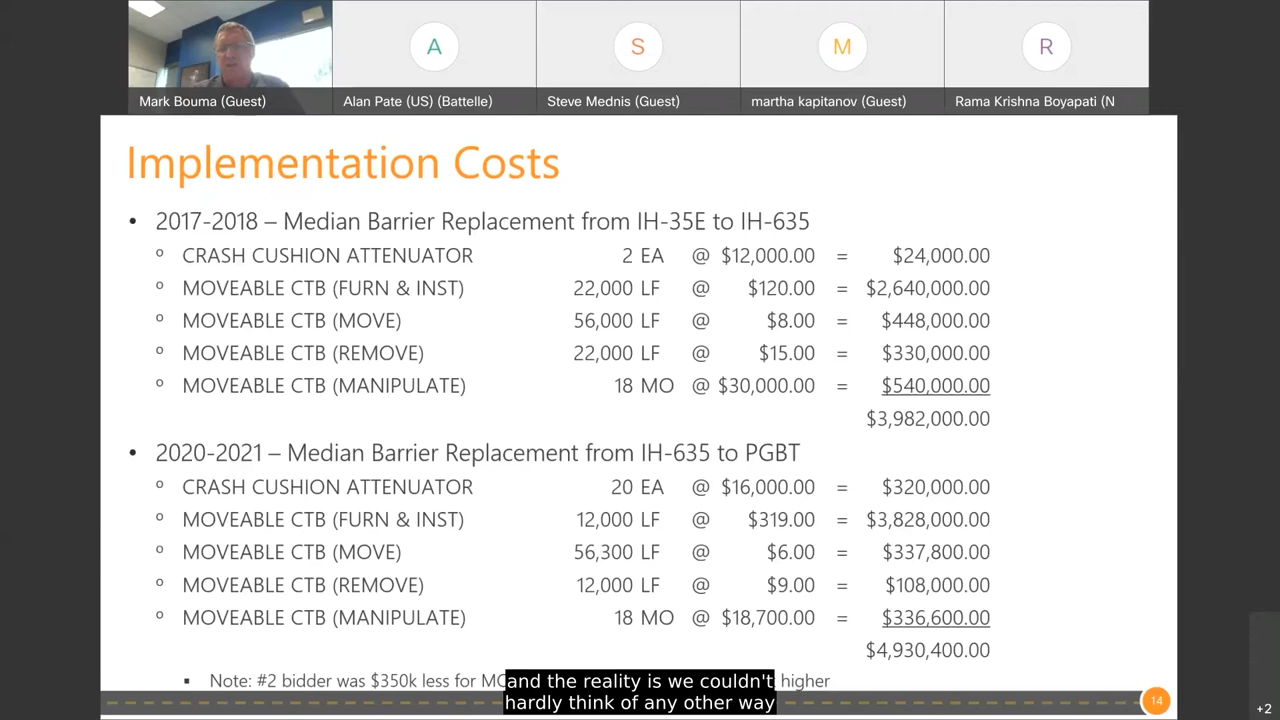 A
S
M
R
Mark Bouma (Guest)
Alan Pate (US) (Battelle)
Steve Mednis (Guest)
martha kapitanov (Guest)
Rama Krishna Boyapati (N
Implementation Costs
• 2017-2018 – Median Barrier Replacement from IH-35E to IH-635
º CRASH CUSHION ATTENUATOR 2 EA @ $12,000.00 = $24,000.00
º MOVEABLE CTB (FURN & INST) 22,000 LF @ $120.00 = $2,640,000.00
º MOVEABLE CTB (MOVE) 56,000 LF @ $8.00 = $448,000.00
º MOVEABLE CTB (REMOVE) 22,000 LF @ $15.00 = $330,000.00
º MOVEABLE CTB (MANIPULATE) 18 MO @ $30,000.00 = $540,000.00
$3,982,000.00
• 2020-2021 – Median Barrier Replacement from IH-635 to PGBT
º CRASH CUSHION ATTENUATOR 20 EA @ $16,000.00 = $320,000.00
º MOVEABLE CTB (FURN & INST) 12,000 LF @ $319.00 = $3,828,000.00
º MOVEABLE CTB (MOVE) 56,300 LF @ $6.00 = $337,800.00
º MOVEABLE CTB (REMOVE) 12,000 LF @ $9.00 = $108,000.00
º MOVEABLE CTB (MANIPULATE) 18 MO @ $18,700.00 = $336,600.00
$4,930,400.00
▪ Note: #2 bidder was $350k less for higher
and the reality is we couldn't
hardly think of any other way
14
+2